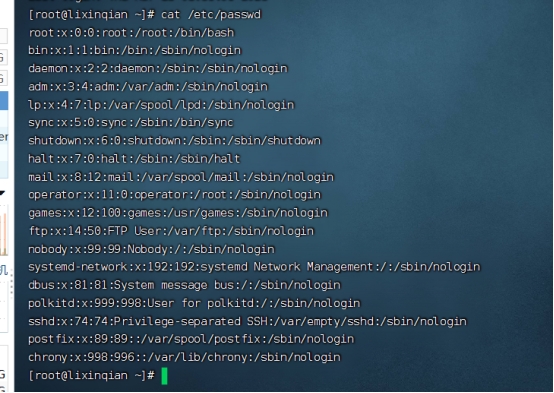 [root@lixinqian ~]# cat /etc/passwd
root:x:0:0:root:/root:/bin/bash
bin:x:1:1:bin:/bin:/sbin/nologin
daemon:x:2:2:daemon:/sbin:/sbin/nologin
adm:x:3:4:adm:/var/adm:/sbin/nologin
lp:x:4:7:lp:/var/spool/lpd:/sbin/nologin
sync:x:5:0:sync:/sbin:/bin/sync
shutdown:x:6:0:shutdown:/sbin:/sbin/shutdown
halt:x:7:0:halt:/sbin:/sbin/halt
mail:x:8:12:mail:/var/spool/mail:/sbin/nologin
operator:x:11:0:operator:/root:/sbin/nologin
games:x:12:100:games:/usr/games:/sbin/nologin
ftp:x:14:50:FTP User:/var/ftp:/sbin/nologin
nobody:x:99:99:Nobody:/:/sbin/nologin
systemd-network:x:192:192:systemd Network Management:/:/sbin/nologin
dbus:x:81:81:System message bus:/:/sbin/nologin
polkitd:x:999:998:User for polkitd:/:/sbin/nologin
sshd:x:74:74:Privilege-separated SSH:/var/empty/sshd:/sbin/nologin
postfix:x:89:89::/var/spool/postfix:/sbin/nologin
chrony:x:998:996::/var/lib/chrony:/sbin/nologin
[root@lixinqian ~]#